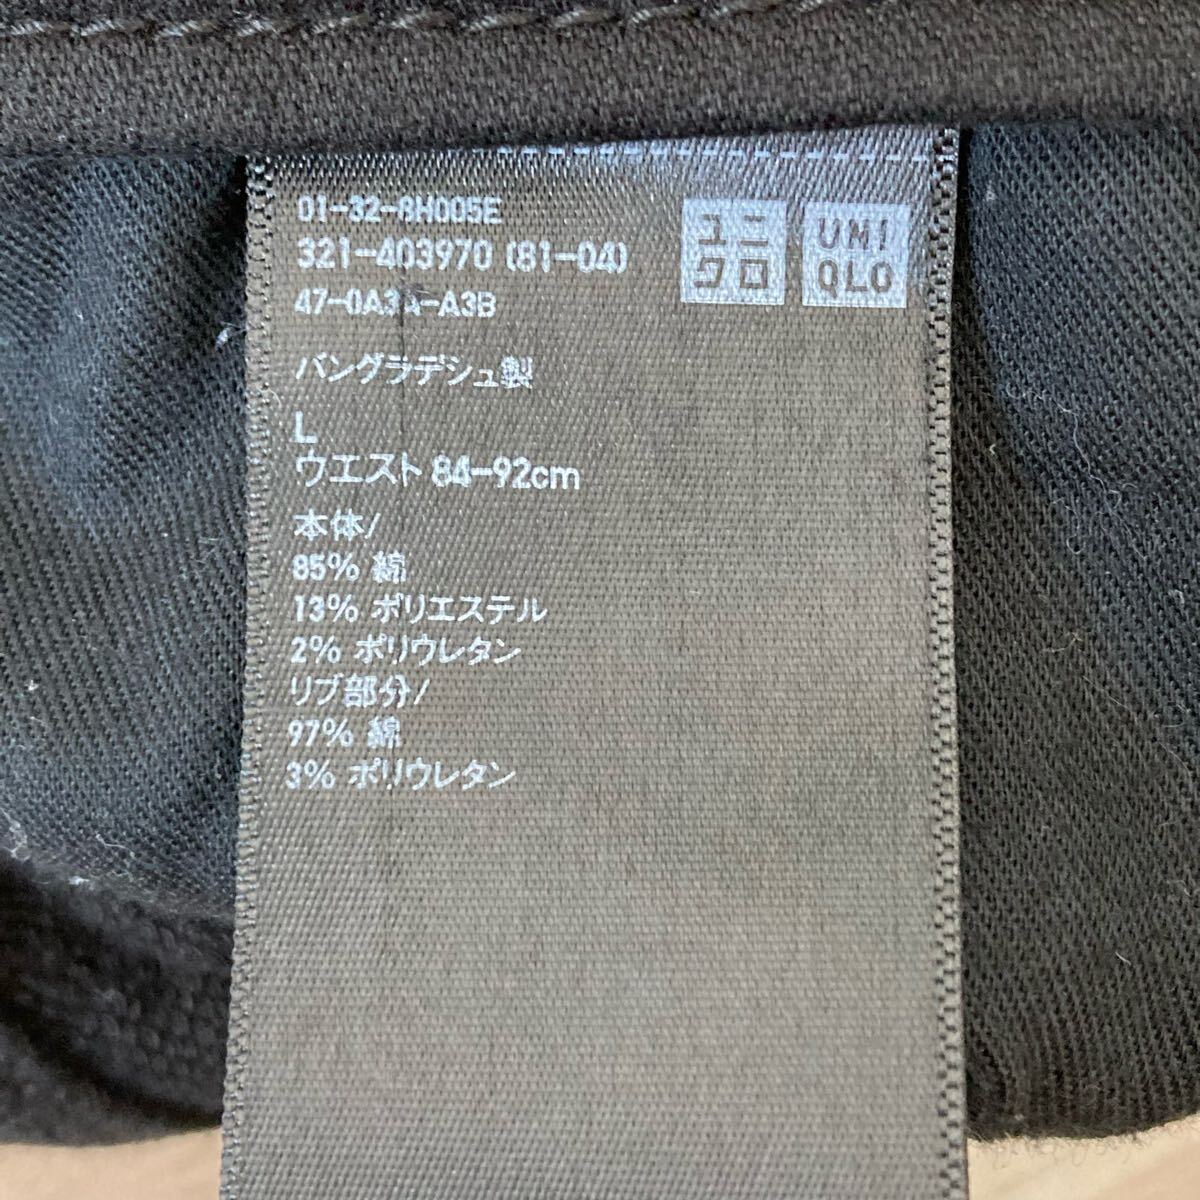 01-32-8H005E
321-403970 (81-04)
47-0A34-A3B
ユニ
クロ
UNI
QLO
バングラデシュ製
L
ウエスト 84-92cm
本体/
85% 綿
13% ポリエステル
2% ポリウレタン
リブ部分/
97% 綿
3% ポリウレタン